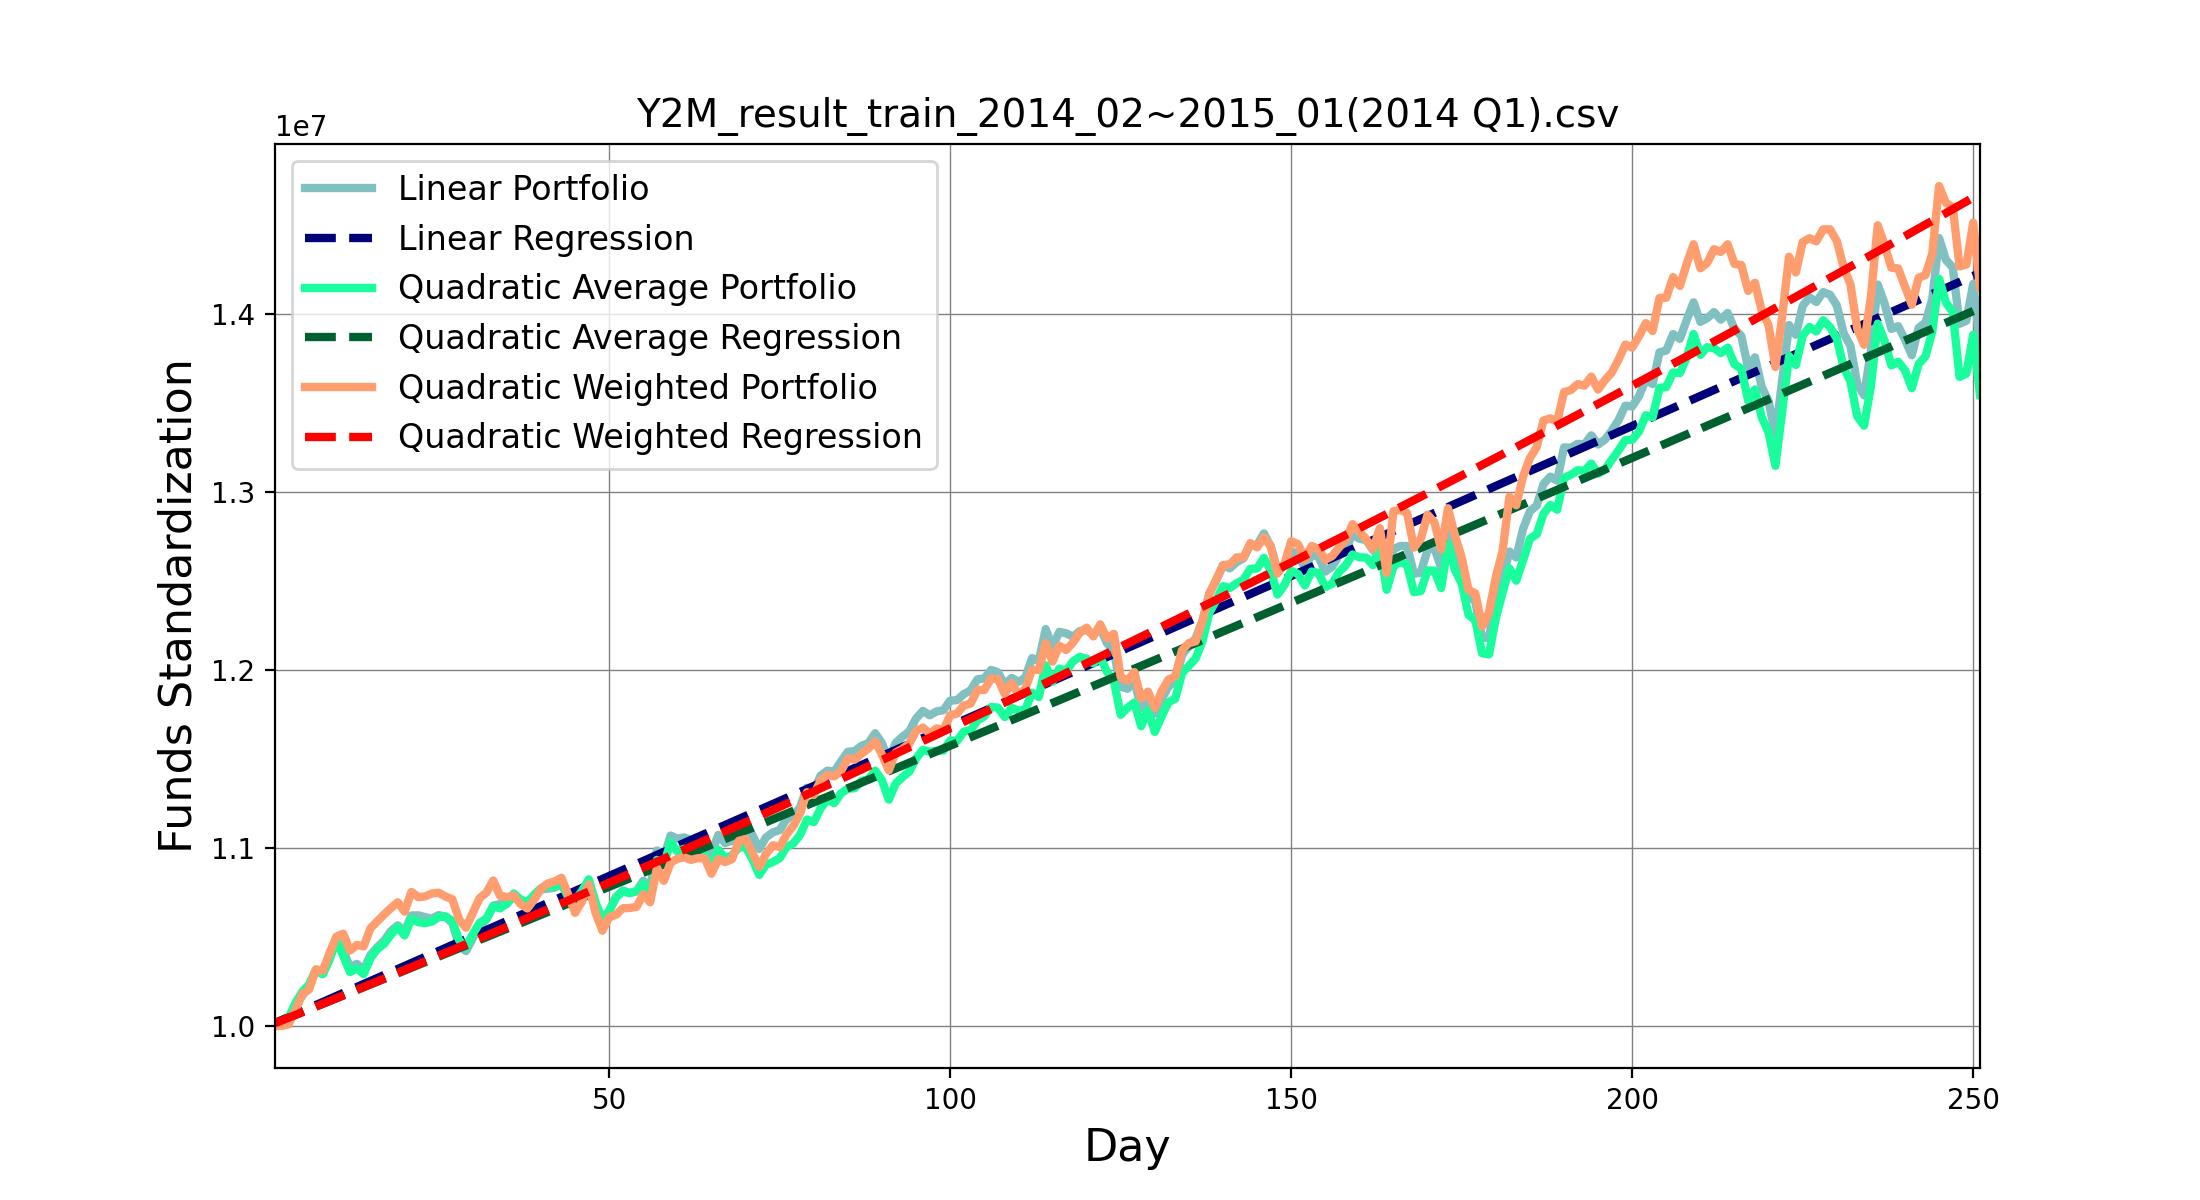 Y2M_result_train_2014_02~2015_01(2014 Q1).csv
1e7
Linear Portfolio
Linear Regression
Quadratic Average Portfolio
Quadratic Average Regression
Quadratic Weighted Portfolio
Quadratic Weighted Regression
Funds Standardization
1.4
1.3
1.2
1.1
1.0
50
100
150
200
250
Day